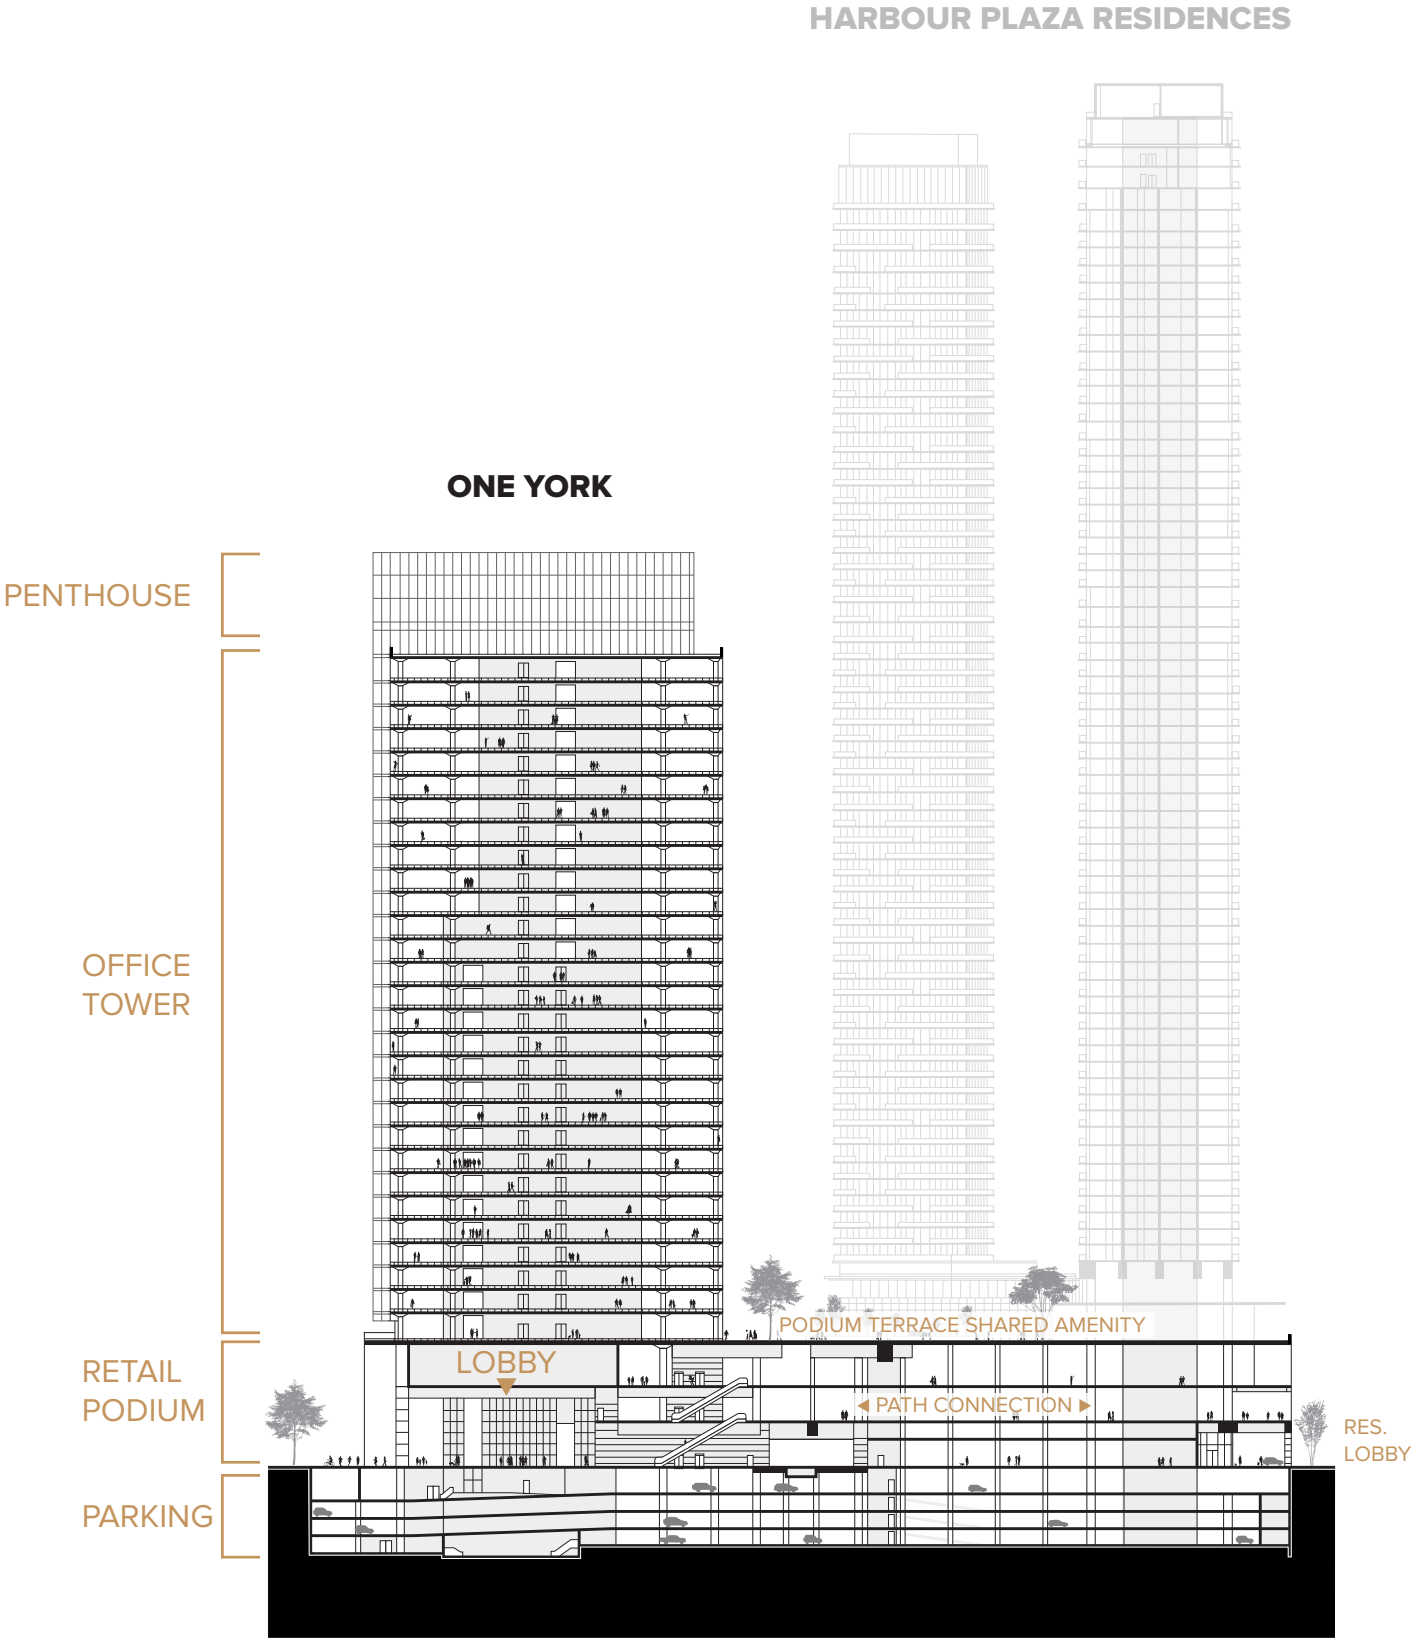 HARBOUR PLAZA RESIDENCES
ONE YORK
PENTHOUSE
OFFICE
TOWER
PODIUM TERRACE SHARED AMENITY
LOBBY
RETAIL
PODIUM
PATH CONNECTION
RES.
LOBBY
PARKING